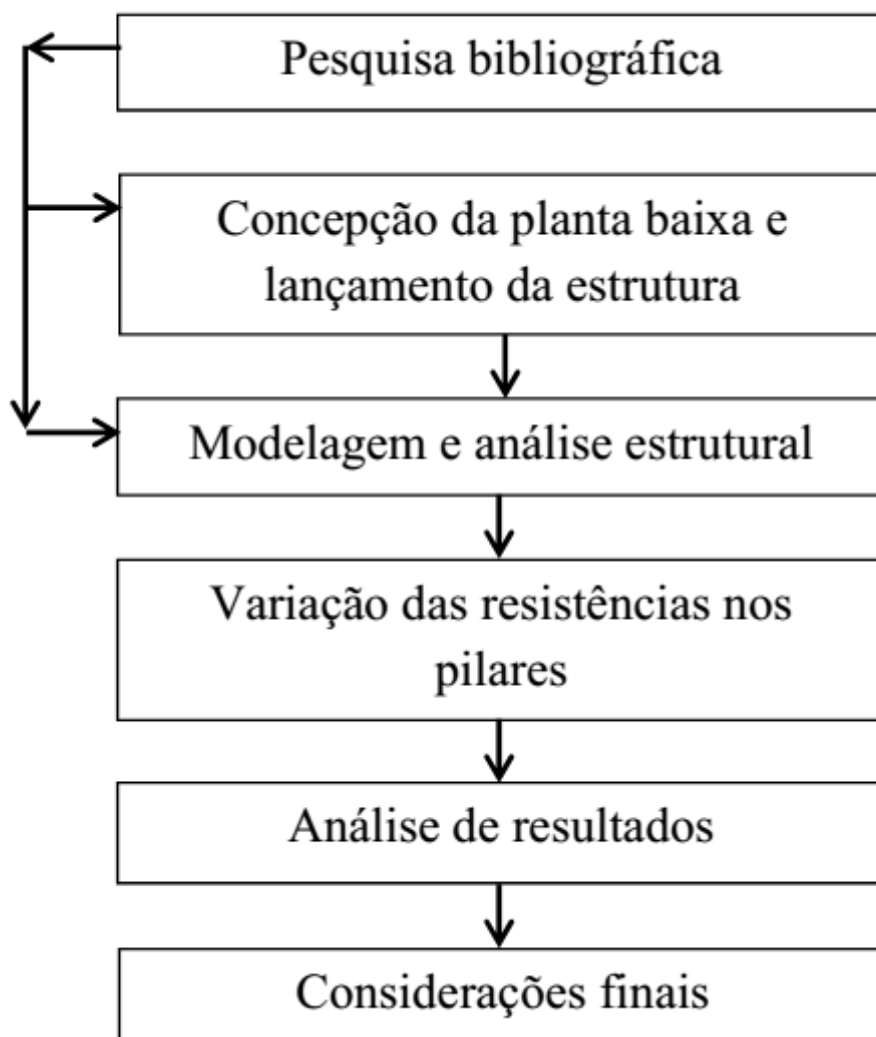 Pesquisa bibliográfica
Concepção da planta baixa e
lançamento da estrutura
Modelagem e análise estrutural
Variação das resistências nos
pilares
Análise de resultados
Considerações finais